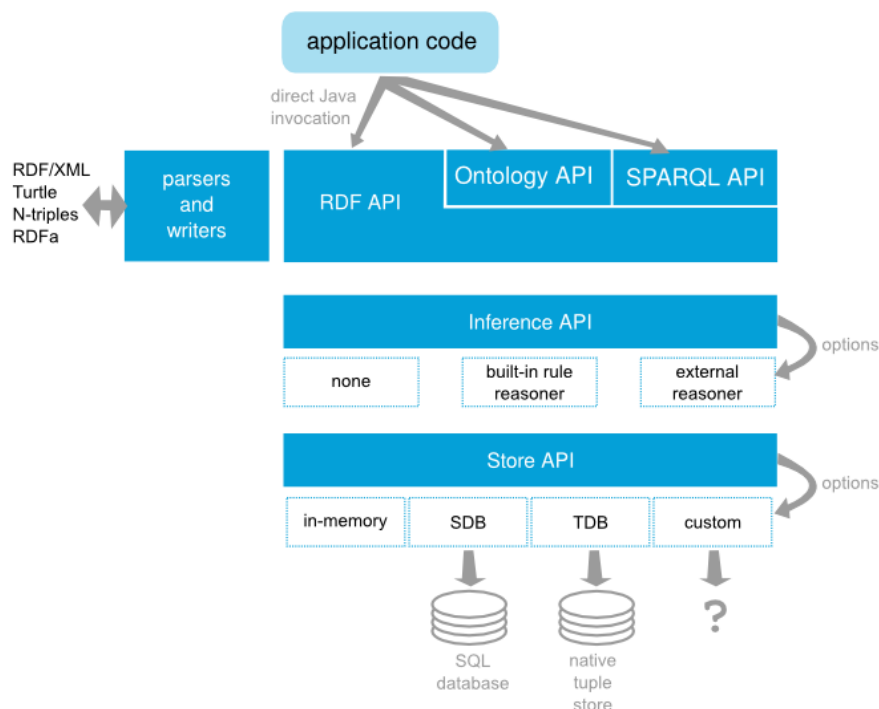 application code
direct Java
invocation
RDF/XML
Turtle
N-triples
RDFa
parsers
and
writers
RDF API
Ontology API
SPARQL API
Inference API
options
none
built-in rule
reasoner
external
reasoner
Store API
options
in-memory
SDB
TDB
custom
?
SQL
database
native
tuple
store